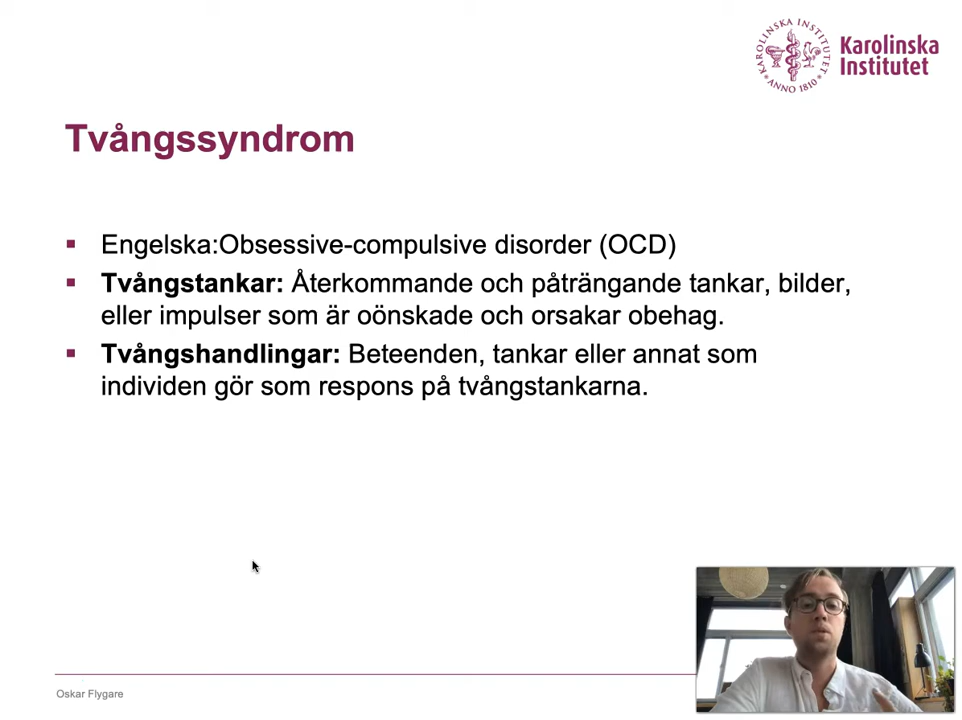 KAROLINSKA INSTITUTET
ANNO 1810
Karolinska
Institutet
Tvångssyndrom
Engelska:Obsessive-compulsive disorder (OCD)
Tvångstankar: Återkommande och påträngande tankar, bilder,
eller impulser som är oönskade och orsakar obehag.
Tvångshandlingar: Beteenden, tankar eller annat som
individen gör som respons på tvångstankarna.
Oskar Flygare